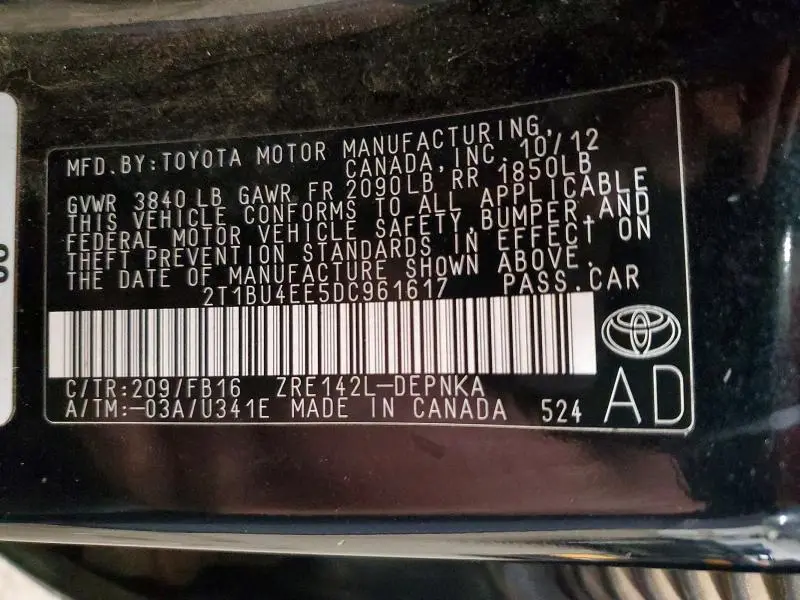 MFD. BY: TOYOTA MOTOR MANUFACTURING,
CANADA, INC. 10/12
GVWR 3840 LB GAWR FR 2090LB RR 1850LB
THIS VEHICLE CONFORMS TO ALL APPLICABLE
FEDERAL MOTOR VEHICLE SAFETY, BUMPER, AND
THEFT PREVENTION STANDARDS IN EFFECT ON
THE DATE OF MANUFACTURE SHOWN ABOVE.
2T1BU4EE5DC961617 PASS.CAR
C/TR: 209/FB16 ZRE142L-DEPNKA
A/TM: -03A/U341E MADE IN CANADA 524
AD